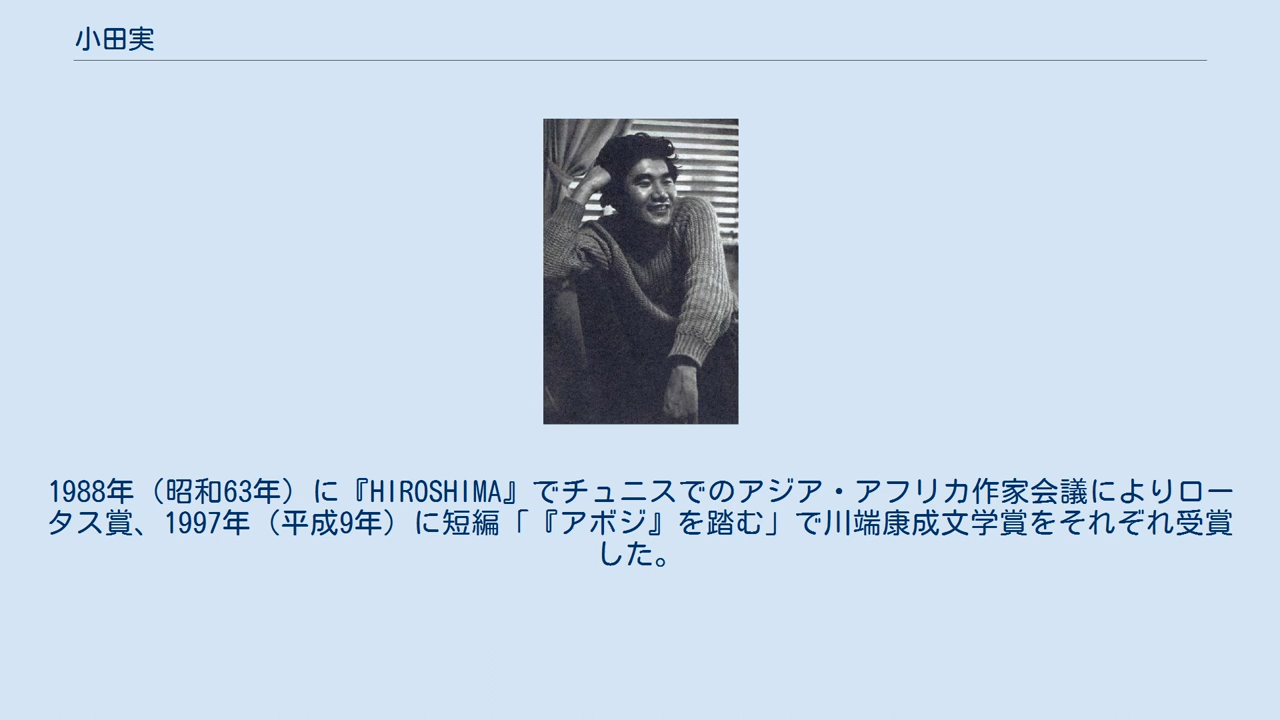 小田実
1988年（昭和63年）に『HIROSHIMA』でチュニスでのアジア・アフリカ作家会議によりロー
タス賞、1997年（平成9年）に短編「『アボジ』を踏む」で川端康成文学賞をそれぞれ受賞
した。